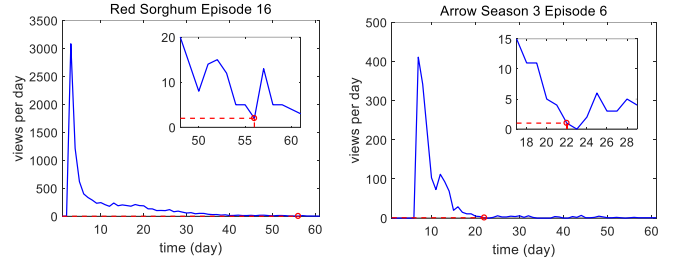 Red Sorghum Episode 16
views per day
3500
3000
2500
2000
1500
1000
500
0
10 20 30 40 50 60
time (day)
20
10
0
50 55 60
Arrow Season 3 Episode 6
views per day
500
400
300
200
100
0
10 20 30 40 50 60
time (day)
15
10
5
0
18 20 22 24 26 28